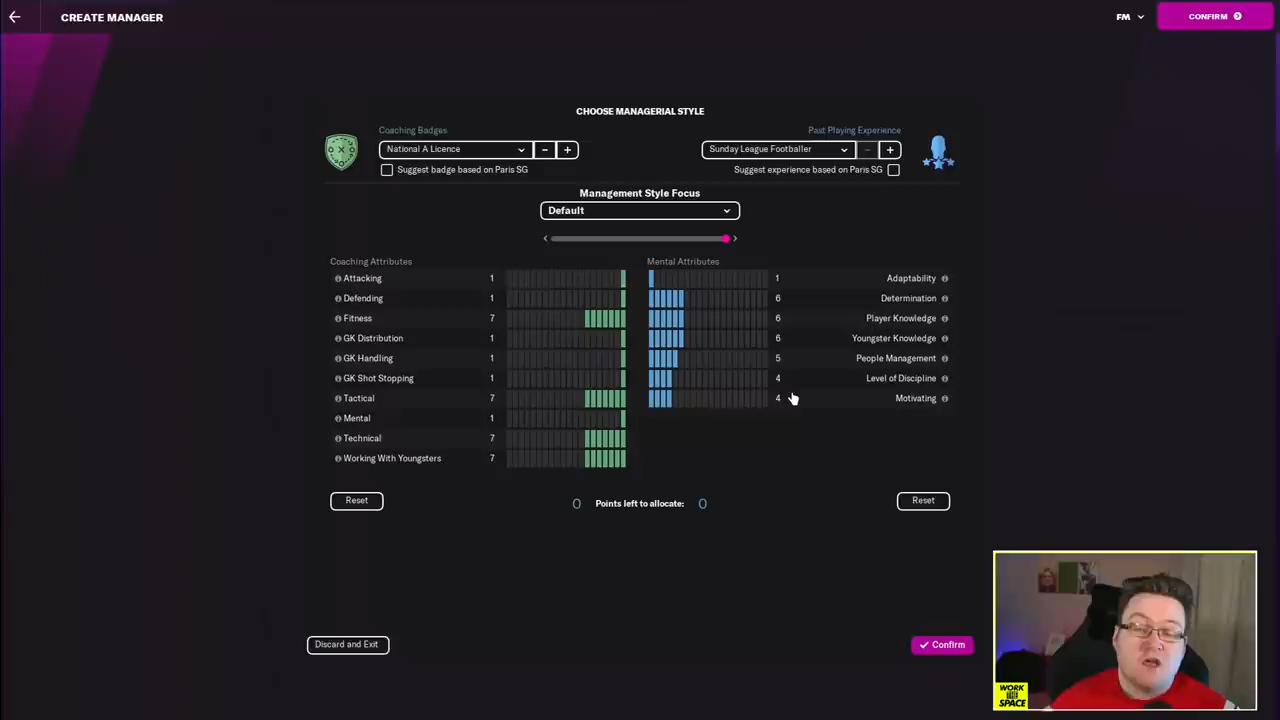 CREATE MANAGER
FM
CONFIRM
CHOOSE MANAGERIAL STYLE
Coaching Badges
Past Playing Experience
National A Licence
Sunday League Footballer
Suggest badge based on Paris SG
Suggest experience based on Paris SG
Management Style Focus
Default
Coaching Attributes
Mental Attributes
Attacking 1
1 Adaptability
Defending 1
6 Determination
Fitness 7
6 Player Knowledge
GK Distribution 1
6 Youngster Knowledge
GK Handling 1
5 People Management
GK Shot Stopping 1
4 Level of Discipline
Tactical 7
4 Motivating
Mental 1
Technical 7
Working With Youngsters 7
Reset
0 Points left to allocate: 0
Reset
Discard and Exit
Confirm
WORK
THE
SPACE